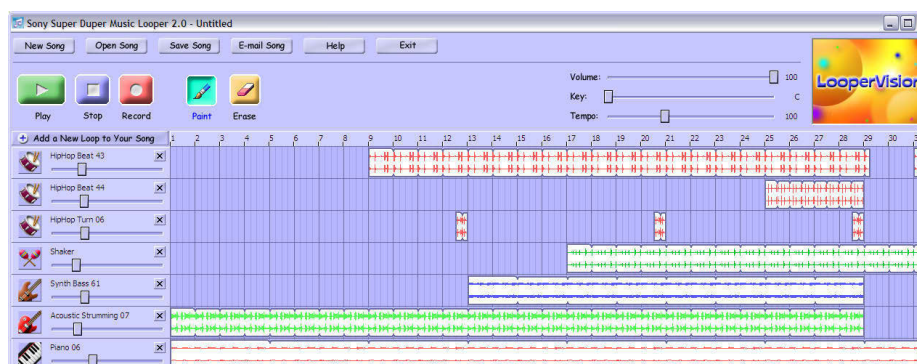 Sony Super Duper Music Looper 2.0 - Untitled
New Song Open Song Save Song E-mail Song Help Exit
Volume: 100
Key: C
Tempo: 100
LooperVision
Play Stop Record Paint Erase
Add a New Loop to Your Song 1 2 3 4 5 6 7 8 9 10 11 12 13 14 15 16 17 18 19 20 21 22 23 24 25 26 27 28 29 30
HipHop Beat 43
HipHop Beat 44
HipHop Turn 06
Shaker
Synth Bass 61
Acoustic Strumming 07
Piano 06